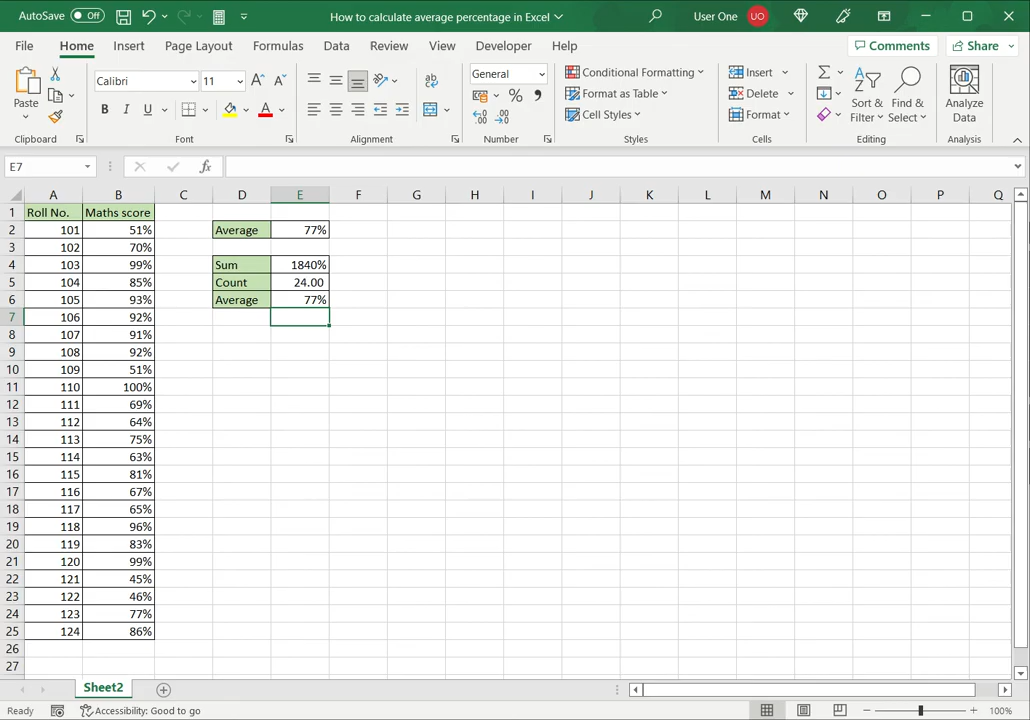 AutoSave Off How to calculate average percentage in Excel User One UO
File Home Insert Draw Page Layout Formulas Data Review View Developer Help Comments Share
Paste Calibri 11 A A General Conditional Formatting Insert Sort & Find & Analyze
B I U A ab % Format as Table Delete Filter Select Data
.00 Cell Styles Format
Clipboard Font Alignment Number Styles Cells Editing Analysis
E7 fx
A B C D E F G H I J K L M N O P Q
1 Roll No. Maths score
2 101 51% Average 77%
3 102 70%
4 103 99% Sum 1840%
5 104 85% Count 24.00
6 105 93% Average 77%
7 106 92%
8 107 91%
9 108 92%
10 109 51%
11 110 100%
12 111 69%
13 112 64%
14 113 75%
15 114 63%
16 115 81%
17 116 67%
18 117 65%
19 118 96%
20 119 83%
21 120 99%
22 121 45%
23 122 46%
24 123 77%
25 124 86%
26
27
Sheet2
Ready Accessibility: Good to go 100%